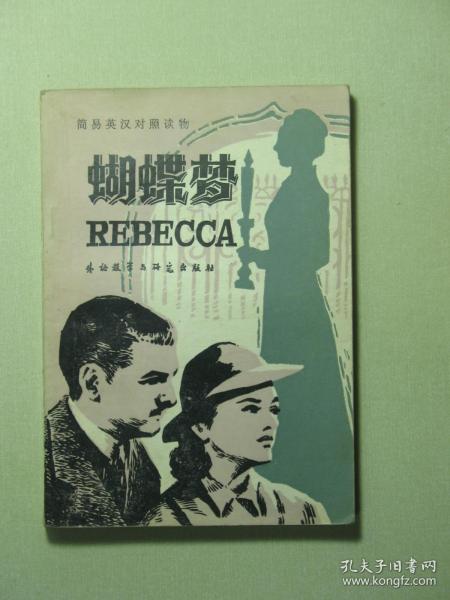 简易英汉对照读物
蝴蝶梦
REBECCA
外语教学与研究出版社
孔夫子旧书网
www.kongfz.com